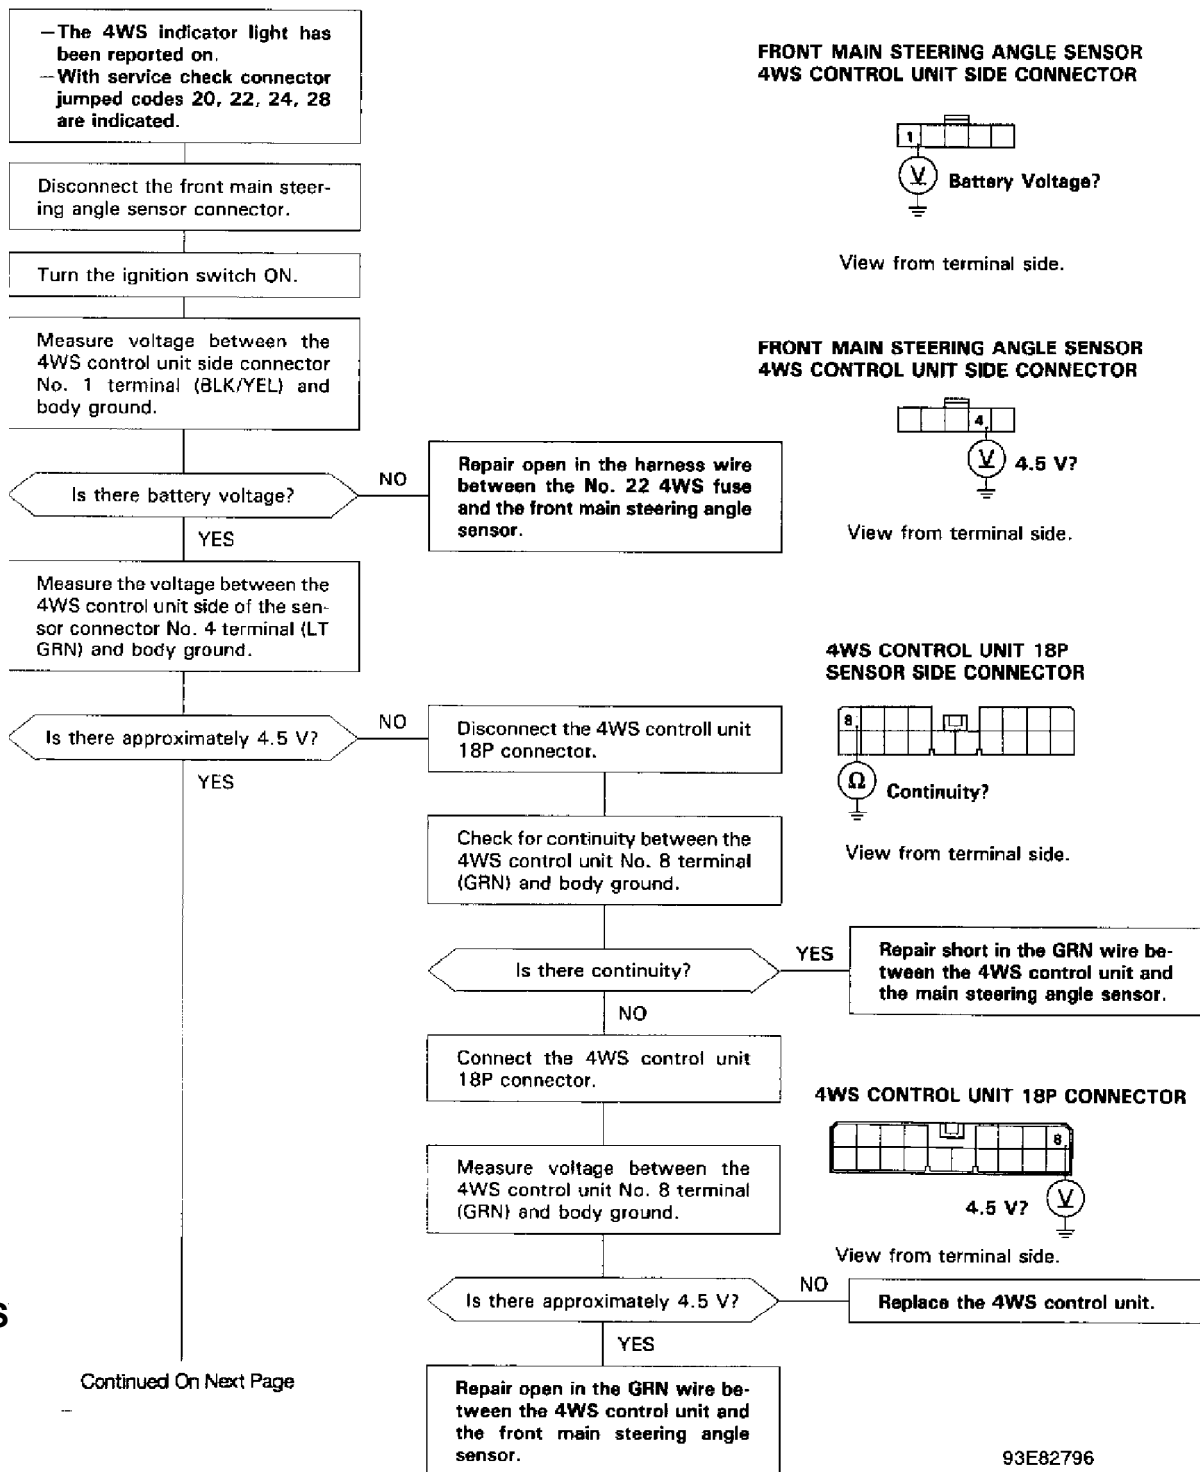 —The 4WS indicator light has
been reported on.
—With service check connector
jumped codes 20, 22, 24, 28
are indicated.
Disconnect the front main steer-
ing angle sensor connector.
Turn the ignition switch ON.
Measure voltage between the
4WS control unit side connector
No. 1 terminal (BLK/YEL) and
body ground.
Is there battery voltage?
NO
Repair open in the harness wire
between the No. 22 4WS fuse
and the front main steering angle
sensor.
YES
Measure the voltage between the
4WS control unit side of the sen-
sor connector No. 4 terminal (LT
GRN) and body ground.
Is there approximately 4.5 V?
NO
YES
Disconnect the 4WS controll unit
18P connector.
Check for continuity between the
4WS control unit No. 8 terminal
(GRN) and body ground.
Is there continuity?
YES
Repair short in the GRN wire be-
tween the 4WS control unit and
the main steering angle sensor.
NO
Connect the 4WS control unit
18P connector.
Measure voltage between the
4WS control unit No. 8 terminal
(GRN) and body ground.
Is there approximately 4.5 V?
NO
Replace the 4WS control unit.
YES
Repair open in the GRN wire be-
tween the 4WS control unit and
the front main steering angle
sensor.
S
Continued On Next Page
FRONT MAIN STEERING ANGLE SENSOR
4WS CONTROL UNIT SIDE CONNECTOR
1
V
Battery Voltage?
View from terminal side.
FRONT MAIN STEERING ANGLE SENSOR
4WS CONTROL UNIT SIDE CONNECTOR
4
V
4.5 V?
View from terminal side.
4WS CONTROL UNIT 18P
SENSOR SIDE CONNECTOR
8
Ω
Continuity?
View from terminal side.
4WS CONTROL UNIT 18P CONNECTOR
8
4.5 V?
V
View from terminal side.
93E82796